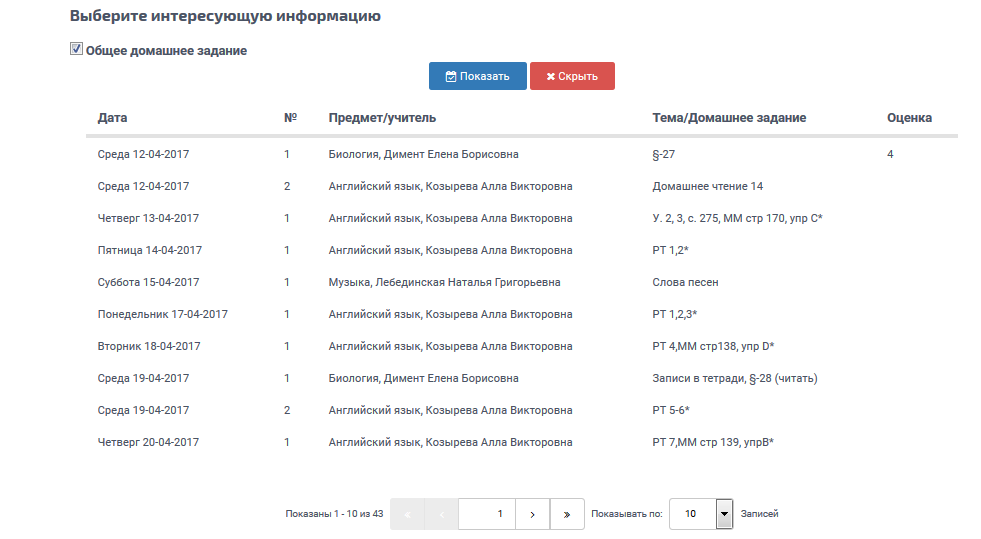 Выберите интересующую информацию
Общее домашнее задание
Показать Скрыть
Дата № Предмет/учитель Тема/Домашнее задание Оценка
Среда 12-04-2017 1 Биология, Димент Елена Борисовна §-27 4
Среда 12-04-2017 2 Английский язык, Козырева Алла Викторовна Домашнее чтение 14
Четверг 13-04-2017 1 Английский язык, Козырева Алла Викторовна У. 2, 3, с. 275, ММ стр 170, упр С*
Пятница 14-04-2017 1 Английский язык, Козырева Алла Викторовна РТ 1,2*
Суббота 15-04-2017 1 Музыка, Лебединская Наталья Григорьевна Слова песен
Понедельник 17-04-2017 1 Английский язык, Козырева Алла Викторовна РТ 1,2,3*
Вторник 18-04-2017 1 Английский язык, Козырева Алла Викторовна РТ 4,ММ стр138, упр D*
Среда 19-04-2017 1 Биология, Димент Елена Борисовна Записи в тетради, §-28 (читать)
Среда 19-04-2017 2 Английский язык, Козырева Алла Викторовна РТ 5-6*
Четверг 20-04-2017 1 Английский язык, Козырева Алла Викторовна РТ 7,ММ стр 139, упрВ*
Показаны 1 - 10 из 43 « ‹ 1 › » Показывать по: 10 Записей